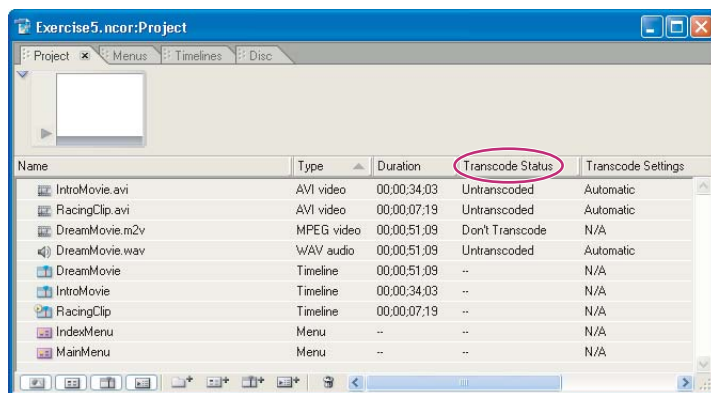 Exercise5.ncor:Project
Project Menus Timelines Disc
Name Type Duration Transcode Status Transcode Settings
IntroMovie.avi AVI video 00;00;34;03 Untranscoded Automatic
RacingClip.avi AVI video 00;00;07;19 Untranscoded Automatic
DreamMovie.m2v MPEG video 00;00;51;09 Don't Transcode N/A
DreamMovie.wav WAV audio 00;00;51;09 Untranscoded Automatic
DreamMovie Timeline 00;00;51;09 -- N/A
IntroMovie Timeline 00;00;34;03 -- N/A
RacingClip Timeline 00;00;07;19 -- N/A
IndexMenu Menu -- -- N/A
MainMenu Menu -- -- N/A